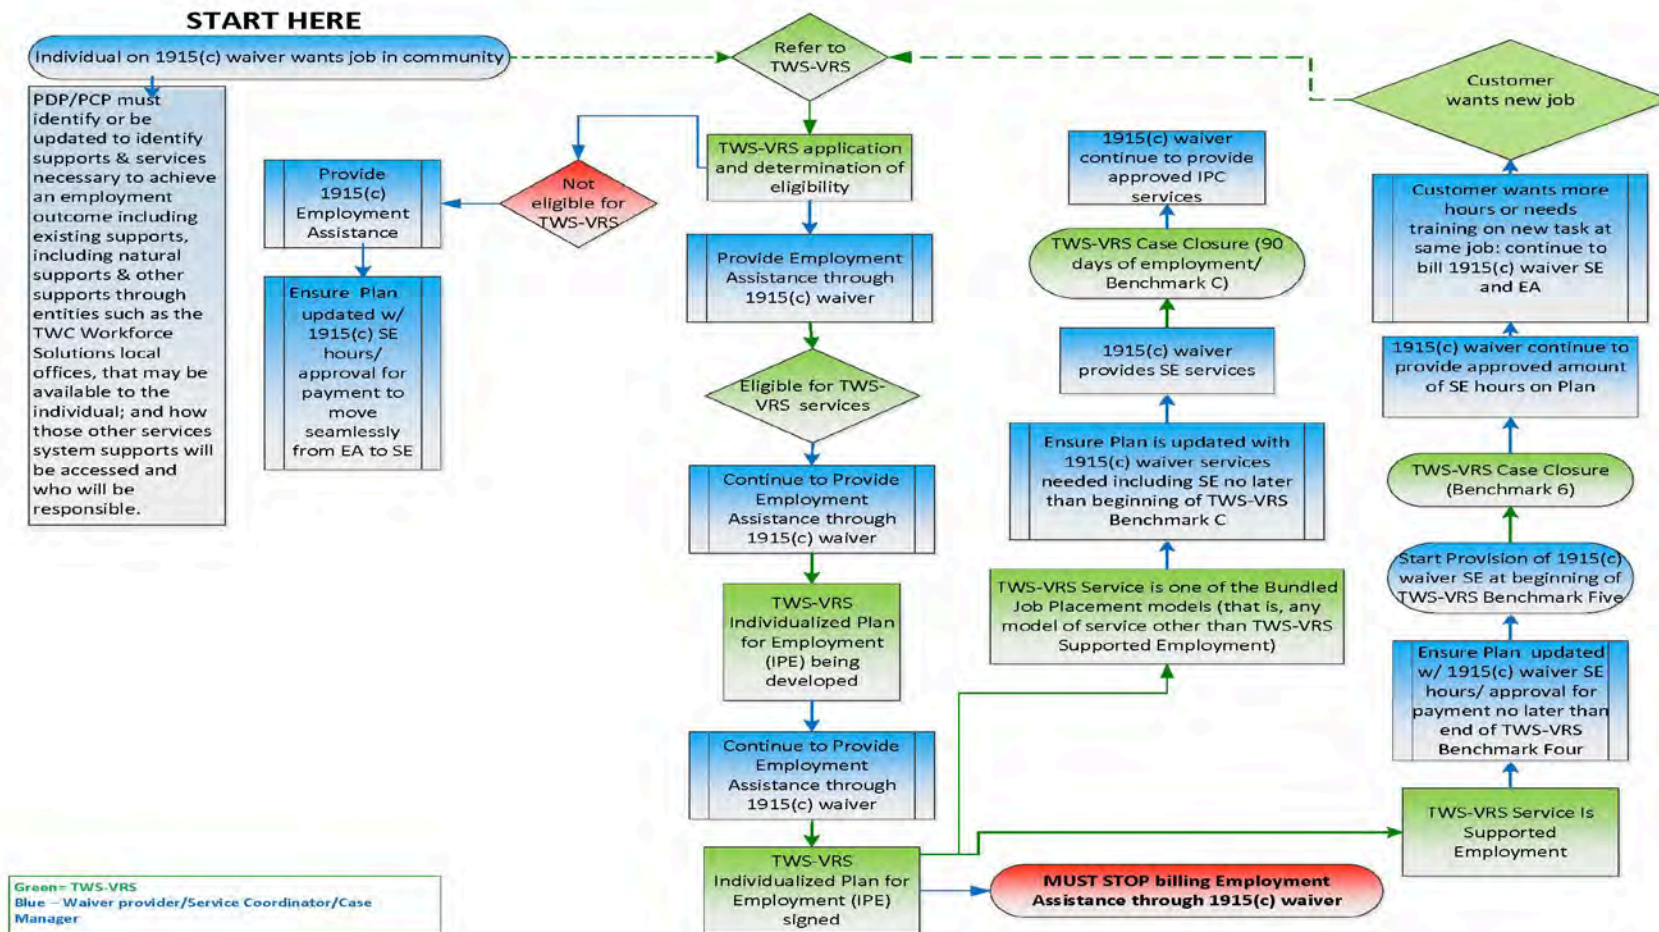 START HERE
Individual on 1915(c) waiver wants job in community
PDP/PCP must
identify or be
updated to identify
supports & services
necessary to achieve
an employment
outcome including
existing supports,
including natural
supports & other
supports through
entities such as the
TWC Workforce
Solutions local
offices, that may be
available to the
individual; and how
those other services
system supports will
be accessed and
who will be
responsible.
Provide
1915(c)
Employment
Assistance
Ensure Plan
updated w/
1915(c) SE
hours/
approval for
payment to
move
seamlessly
from EA to SE
Not
eligible for
TWS-VRS
Refer to
TWS-VRS
TWS-VRS application
and determination of
eligibility
Provide Employment
Assistance through
1915(c) waiver
Eligible for TWS-
VRS services
Continue to Provide
Employment
Assistance through
1915(c) waiver
TWS-VRS
Individualized Plan
for Employment
(IPE) being
developed
Continue to Provide
Employment
Assistance through
1915(c) waiver
TWS-VRS
Individualized Plan for
Employment (IPE)
signed
MUST STOP billing Employment
Assistance through 1915(c) waiver
1915(c) waiver
continue to provide
approved IPC
services
TWS-VRS Case Closure (90
days of employment/
Benchmark C)
1915(c) waiver
provides SE services
Ensure Plan is updated with
1915(c) waiver services
needed including SE no later
than beginning of TWS-VRS
Benchmark C
TWS-VRS Service is one of the Bundled
Job Placement models (that is, any
model of service other than TWS-VRS
Supported Employment)
Customer
wants new job
Customer wants more
hours or needs
training on new task at
same job: continue to
bill 1915(c) waiver SE
and EA
1915(c) waiver continue to
provide approved amount
of SE hours on Plan
TWS-VRS Case Closure
(Benchmark 6)
Start Provision of 1915(c)
waiver SE at beginning of
TWS-VRS Benchmark Five
Ensure Plan updated
w/ 1915(c) waiver SE
hours/ approval for
payment no later than
end of TWS-VRS
Benchmark Four
TWS-VRS Service Is
Supported
Employment
Green= TWS-VRS
Blue – Waiver provider/Service Coordinator/Case
Manager